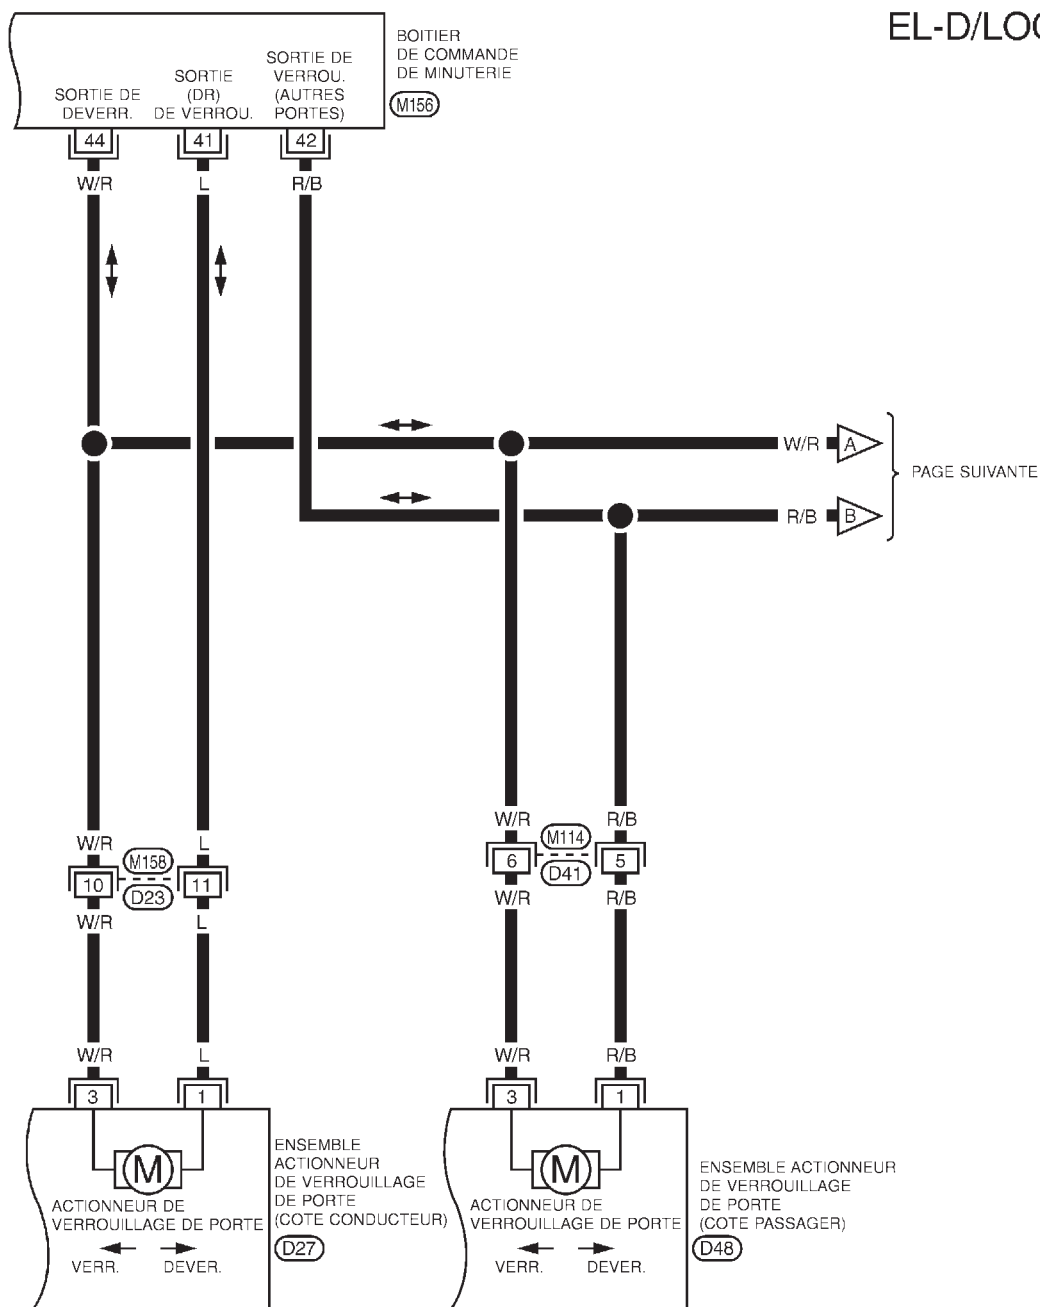 EL-D/LOC
BOITIER
DE COMMANDE
DE MINUTERIE
M156
SORTIE DE
DEVERR.
SORTIE
(DR)
DE VERROU.
SORTIE DE
VERROU.
(AUTRES
PORTES)
44
41
42
W/R
L
R/B
W/R
A
PAGE SUIVANTE
R/B
B
W/R
R/B
6
M114
D41
5
W/R
R/B
W/R
L
10
M158
D23
11
W/R
L
W/R
L
W/R
R/B
3
1
3
1
M
ACTIONNEUR DE
VERROUILLAGE DE PORTE
VERR.
DEVER.
ENSEMBLE
ACTIONNEUR
DE VERROUILLAGE
DE PORTE
(COTE CONDUCTEUR)
D27
M
ACTIONNEUR DE
VERROUILLAGE DE PORTE
VERR.
DEVER.
ENSEMBLE ACTIONNEUR
DE VERROUILLAGE
DE PORTE
(COTE PASSAGER)
D48